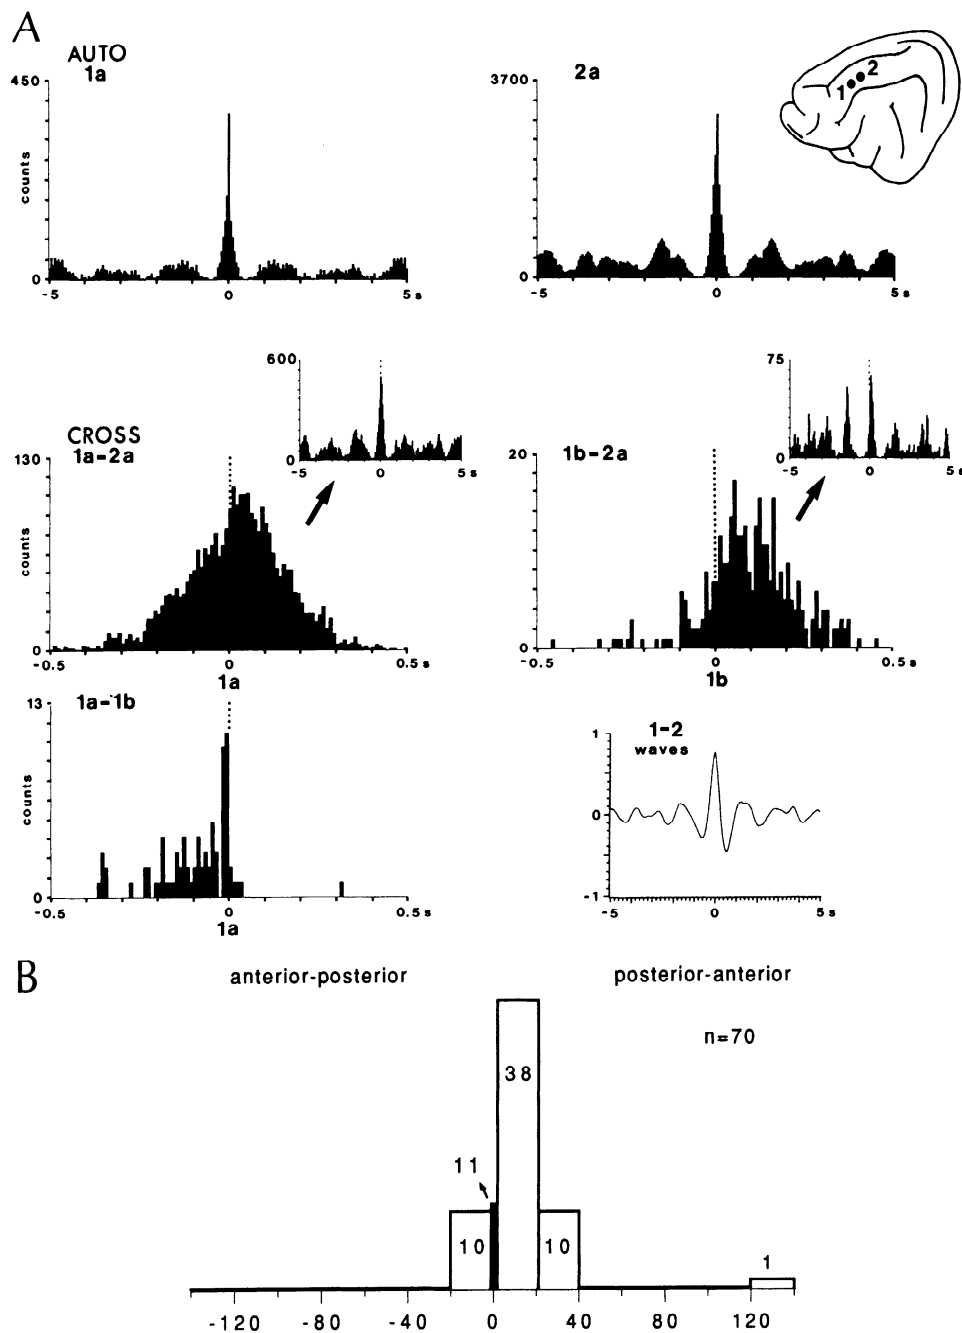 A
AUTO
1a
450
counts
0
-5 0 5 s
2a
3700
0
-5 0 5 s
1 2
CROSS
1a-2a
130
counts
0
-0.5 0 0.5 s
1a
600
0
-5 0 5 s
1b-2a
20
0
-0.5 0 0.5 s
1b
75
0
-5 0 5 s
1a-1b
13
counts
0
-0.5 0 0.5 s
1a
1-2
waves
1
0
-1
-5 0 5 s
B
anterior-posterior
posterior-anterior
n=70
38
11
10
10
1
-120 -80 -40 0 40 80 120